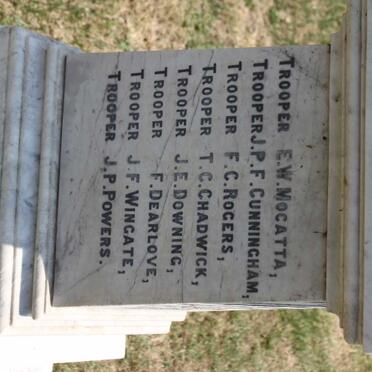 TROOPER E.W. MOCATTA,
TROOPER J.P.F. CUNNINGHAM,
TROOPER F.C. ROGERS,
TROOPER T.C. CHADWICK,
TROOPER J.E. DOWNING,
TROOPER F. DEARLOVE,
TROOPER J.F. WINGATE,
TROOPER J.P. POWERS.